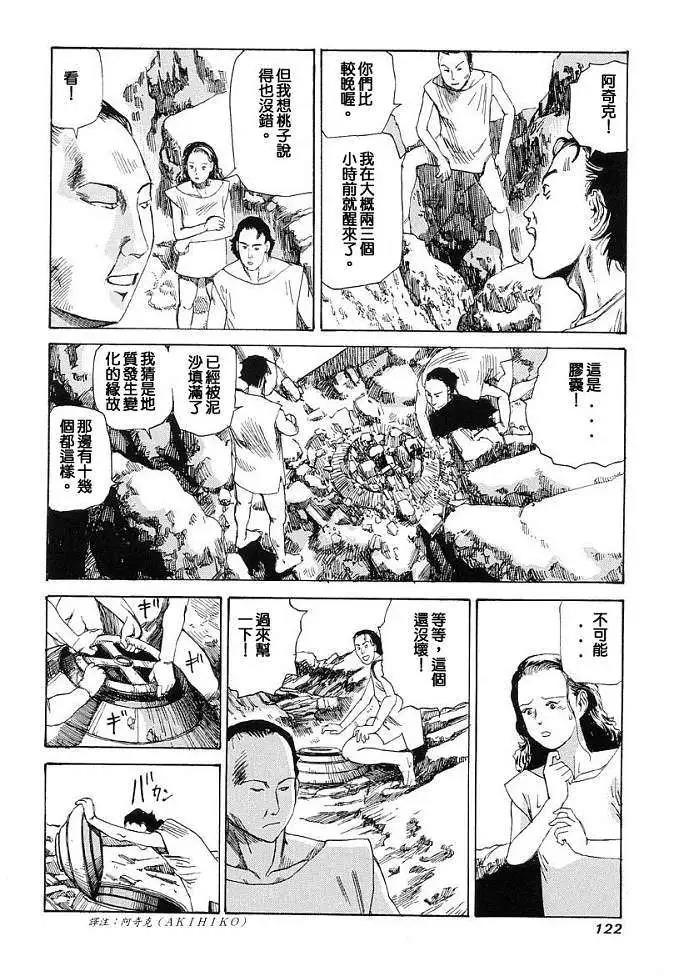 阿奇克！
你們比
較晚喔。
我在大概兩三個
小時前就醒來了。
但我想桃子說
得也沒錯。
看！
這是...
膠囊！
已經被泥
沙填滿了
我猜是地
質發生變
化的緣故
那邊有十幾
個都這樣。
不可能
...
等等，這個
還沒壞！
過來幫
一下！
ギギ
ギ
バカン
譯注：阿奇克（AKIHIKO）
122